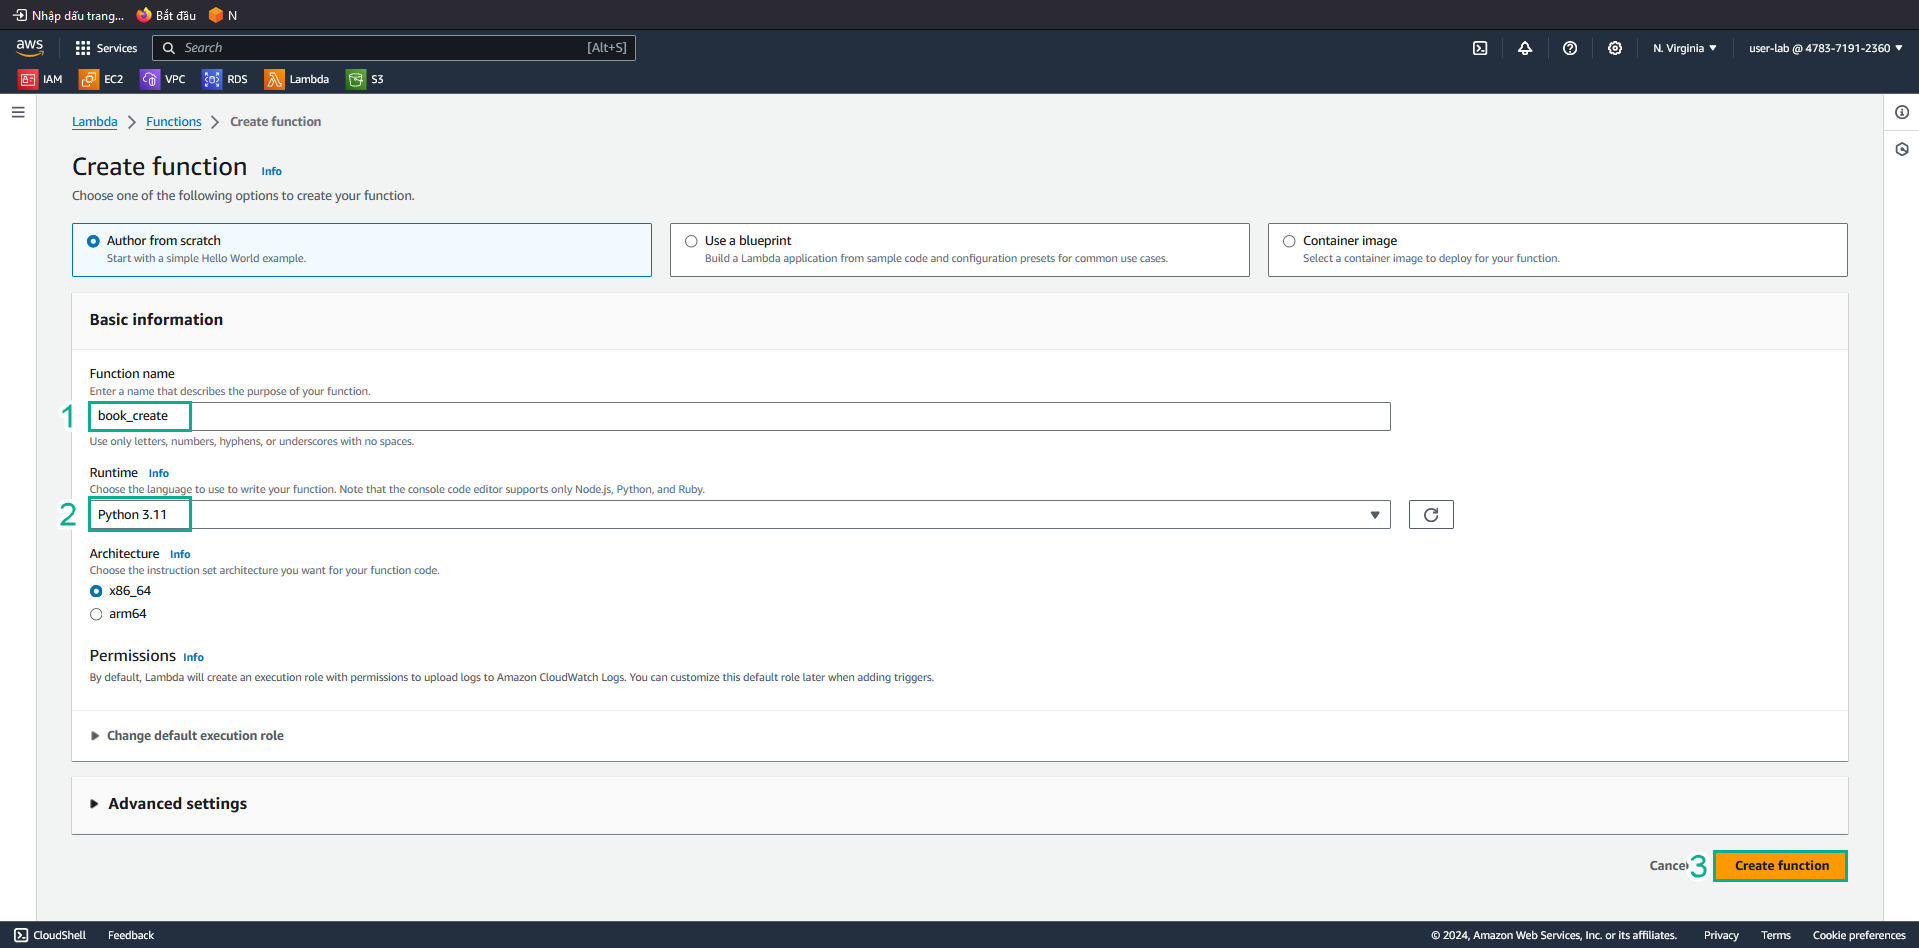 Nhập dấu trang... Bắt đầu N
aws Services Search [Alt+S] N. Virginia user-lab @ 4783-7191-2360
IAM EC2 VPC RDS Lambda S3
Lambda Functions Create function
Create function Info
Choose one of the following options to create your function.
Author from scratch
Start with a simple Hello World example.
Use a blueprint
Build a Lambda application from sample code and configuration presets for common use cases.
Container image
Select a container image to deploy for your function.
Basic information
Function name
Enter a name that describes the purpose of your function.
1 book_create
Use only letters, numbers, hyphens, or underscores with no spaces.
Runtime Info
Choose the language to use to write your function. Note that the console code editor supports only Node.js, Python, and Ruby.
2 Python 3.11
Architecture Info
Choose the instruction set architecture you want for your function code.
x86_64
arm64
Permissions Info
By default, Lambda will create an execution role with permissions to upload logs to Amazon CloudWatch Logs. You can customize this default role later when adding triggers.
Change default execution role
Advanced settings
Cancel 3 Create function
CloudShell Feedback © 2024, Amazon Web Services, Inc. or its affiliates. Privacy Terms Cookie preferences